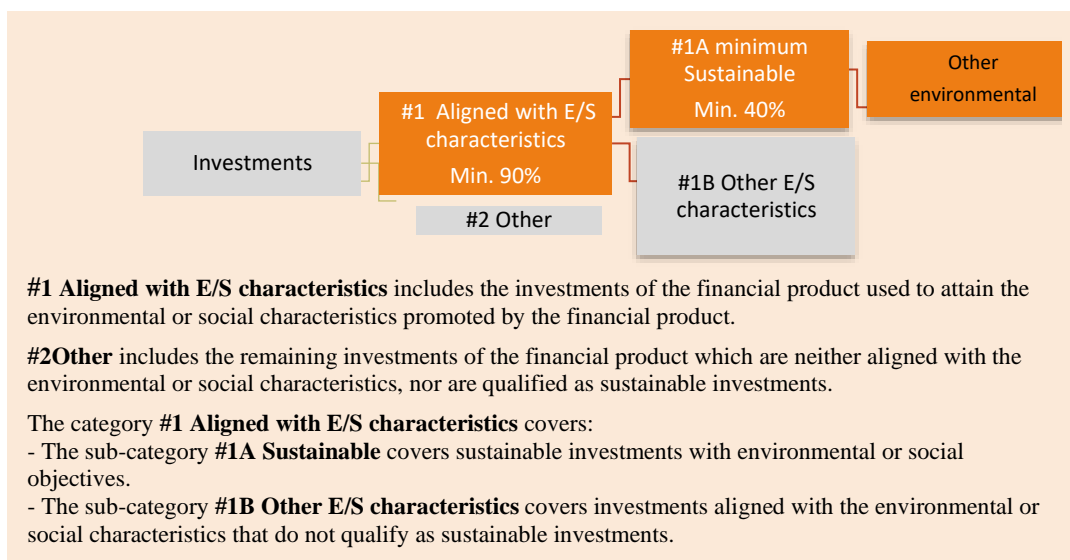 #1A minimum
Sustainable
Min. 40%
Other
environmental
#1 Aligned with E/S
characteristics
Min. 90%
Investments
#1B Other E/S
characteristics
#2 Other
#1 Aligned with E/S characteristics includes the investments of the financial product used to attain the
environmental or social characteristics promoted by the financial product.
#2Other includes the remaining investments of the financial product which are neither aligned with the
environmental or social characteristics, nor are qualified as sustainable investments.
The category #1 Aligned with E/S characteristics covers:
- The sub-category #1A Sustainable covers sustainable investments with environmental or social
objectives.
- The sub-category #1B Other E/S characteristics covers investments aligned with the environmental or
social characteristics that do not qualify as sustainable investments.